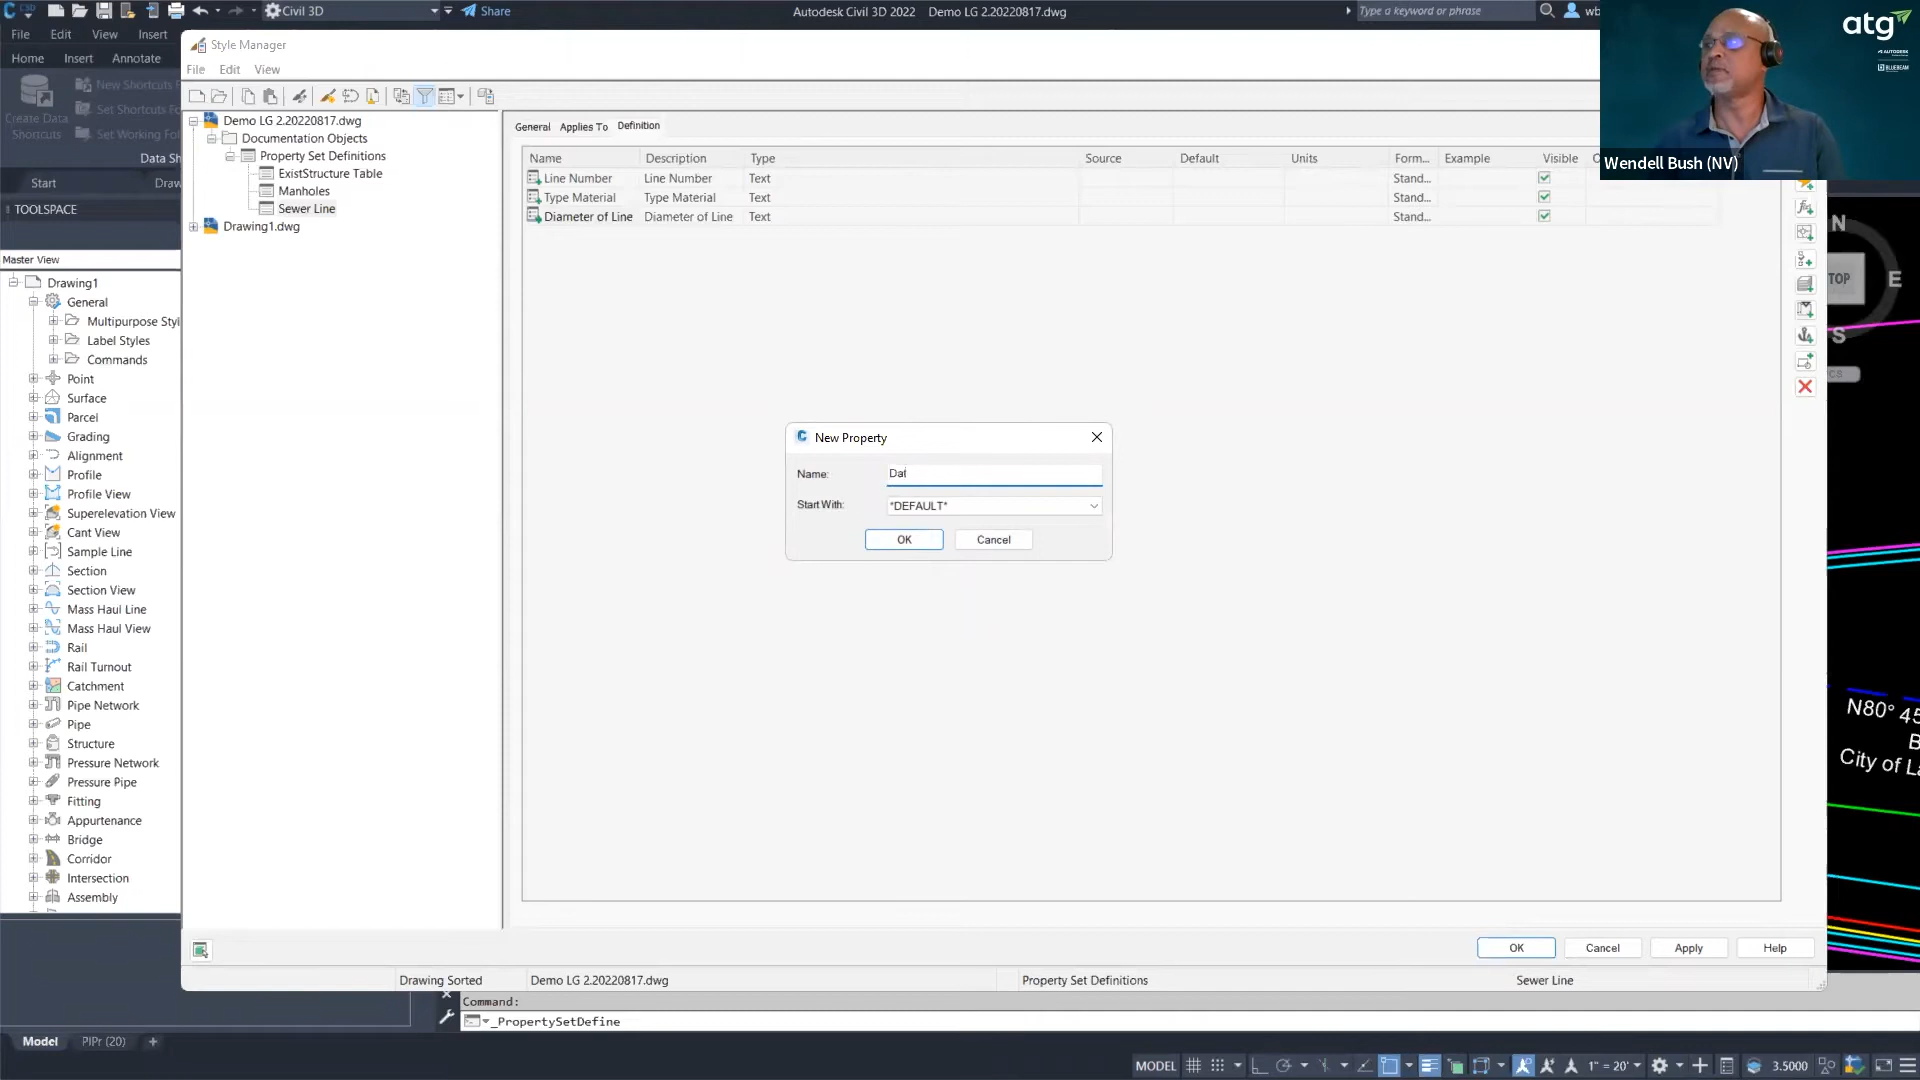 Civil 3D
Share
Autodesk Civil 3D 2022 Demo LG 2.20220817.dwg
Type a keyword or phrase
File Edit View Insert
Home Insert Annotate
Create Data Shortcuts
New Shortcuts
Set Shortcuts
Set Working
Start
TOOLSPACE
Master View
Drawing1
General
Label Styles
Commands
Point
Surface
Parcel
Grading
Alignment
Profile
Profile View
Superelevation View
Cant View
Sample Line
Section
Section View
Mass Haul Line
Mass Haul View
Rail
Rail Turnout
Catchment
Pipe Network
Pipe
Structure
Pressure Network
Pressure Pipe
Fitting
Appurtenance
Bridge
Corridor
Intersection
Assembly
Style Manager
File Edit View
Demo LG 2.20220817.dwg
Documentation Objects
Property Set Definitions
ExistStructure Table
Manholes
Sewer Line
Drawing1.dwg
General Applies To Definition
Name Description Type Source Default Units Form... Example Visible
Line Number Line Number Text Stand...
Type Material Type Material Text Stand...
Diameter of Line Diameter of Line Text Stand...
New Property
Name: Dat
Start With: *DEFAULT*
OK Cancel
OK Cancel Apply Help
Drawing Sorted Demo LG 2.20220817.dwg Property Set Definitions Sewer Line
Command:
_PropertySetDefine
Model PIPr (20) +
MODEL 1" = 20' 3.5000
atg
AUTODESK
BLUEBEAM
Wendell Bush (NV)
N
TOP
E
S
N80°
City of